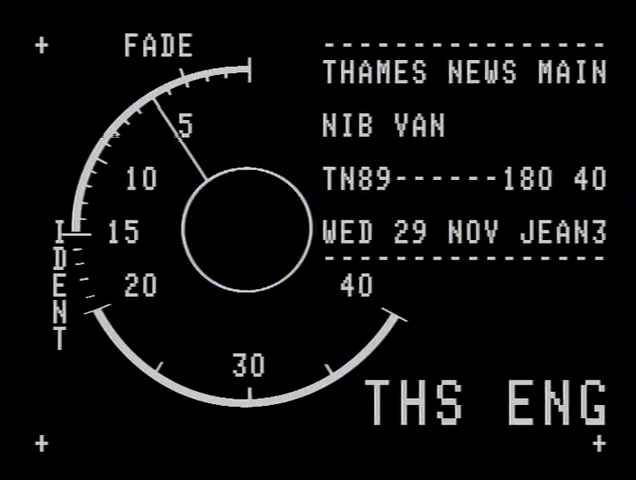 FADE
5
10
15
20
30
40
IDENT
THAMES NEWS MAIN
NIB VAN
TN89------180 40
WED 29 NOV JEAN3
THS ENG